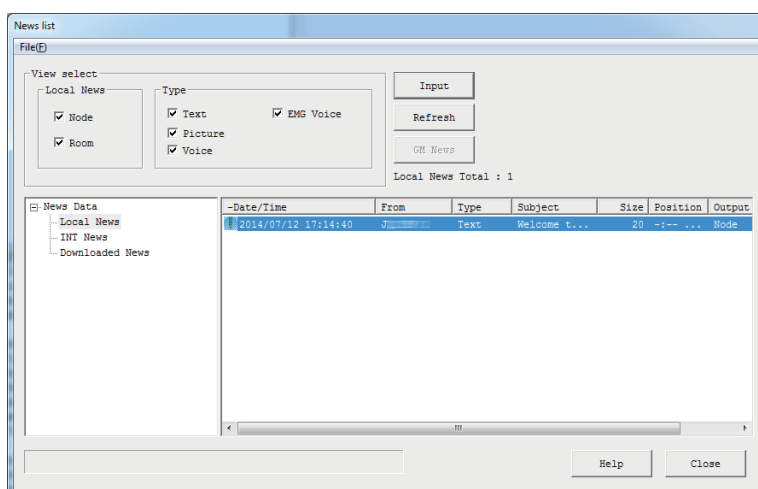 News list
File(F)
View select
Local News
Node
Room
Type
Text
EMG Voice
Picture
Voice
Input
Refresh
GM News
Local News Total : 1
News Data
Local News
INT News
Downloaded News
-Date/Time From Type Subject Size Position Output
2014/07/12 17:14:40 Text Welcome t... 20 -:-- ... Node
Help
Close